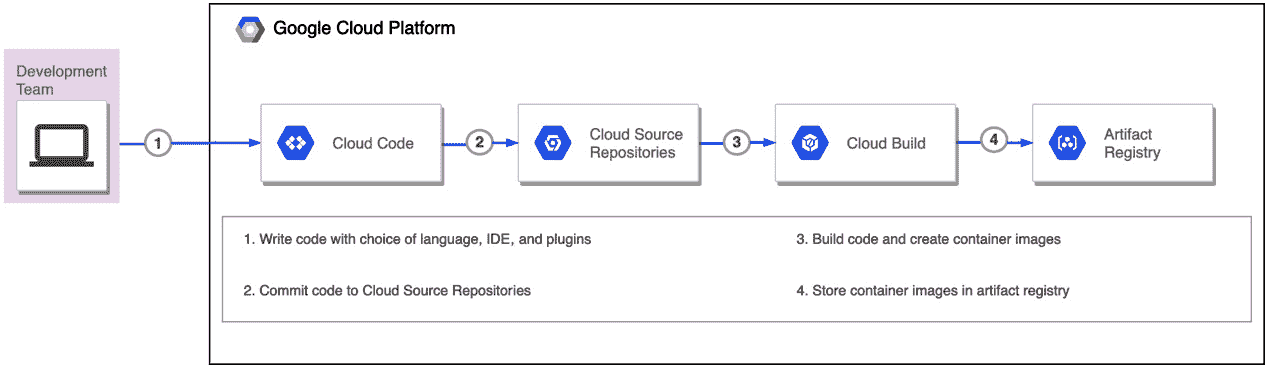 Google Cloud Platform
Development
Team
1
Cloud Code
2
Cloud Source
Repositories
3
Cloud Build
4
Artifact
Registry
1. Write code with choice of language, IDE, and plugins
2. Commit code to Cloud Source Repositories
3. Build code and create container images
4. Store container images in artifact registry